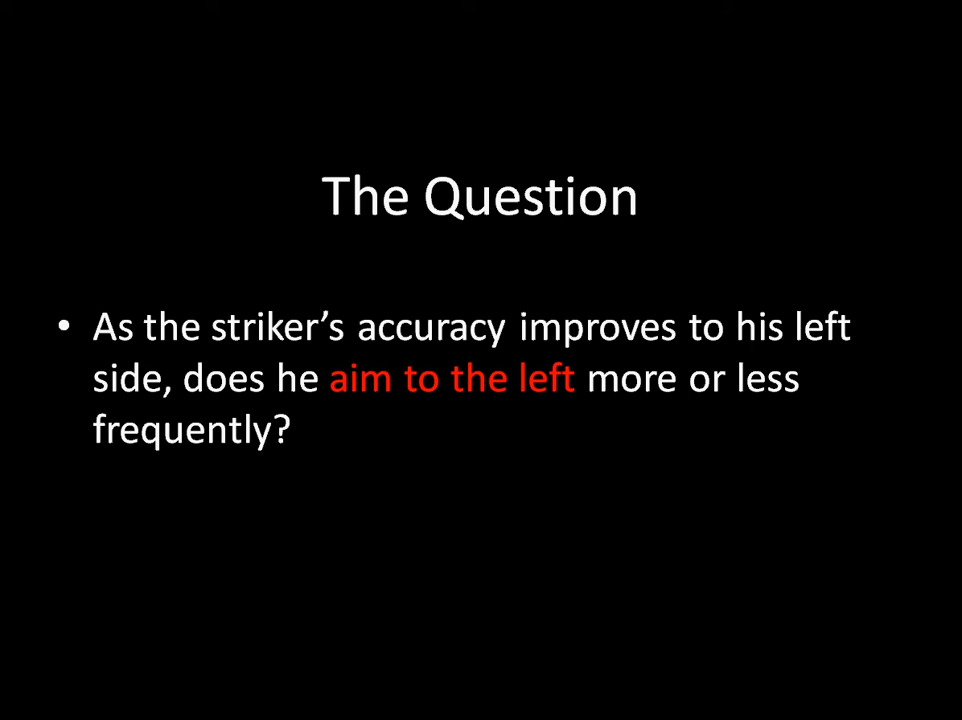 The Question
• As the striker’s accuracy improves to his left
side, does he aim to the left more or less
frequently?